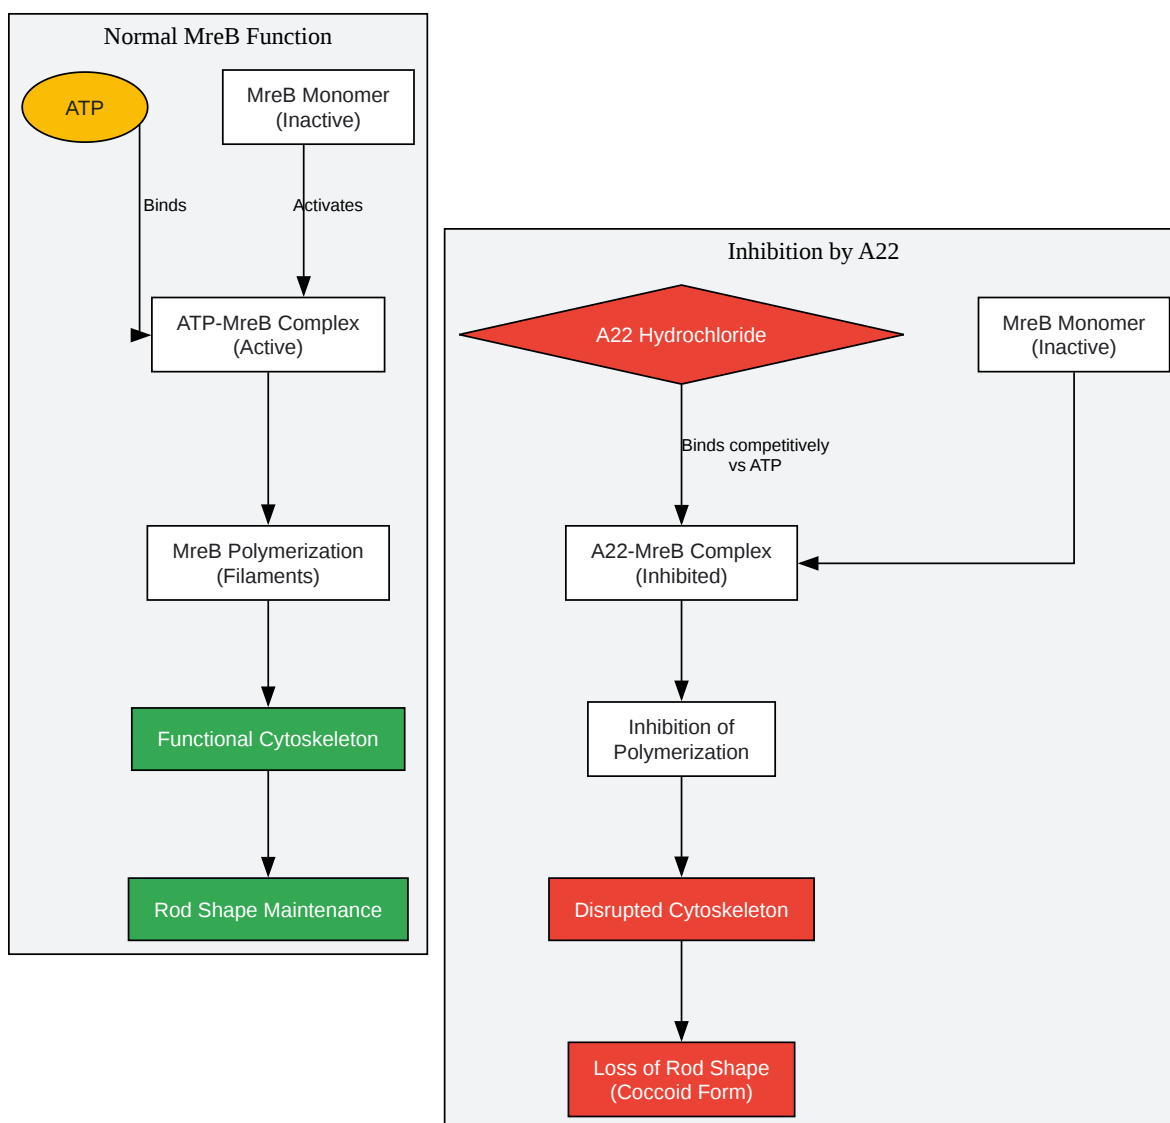 Normal MreB Function
ATP
MreB Monomer
(Inactive)
Binds
Activates
ATP-MreB Complex
(Active)
MreB Polymerization
(Filaments)
Functional Cytoskeleton
Rod Shape Maintenance
Inhibition by A22
A22 Hydrochloride
MreB Monomer
(Inactive)
Binds competitively
vs ATP
A22-MreB Complex
(Inhibited)
Inhibition of
Polymerization
Disrupted Cytoskeleton
Loss of Rod Shape
(Coccoid Form)